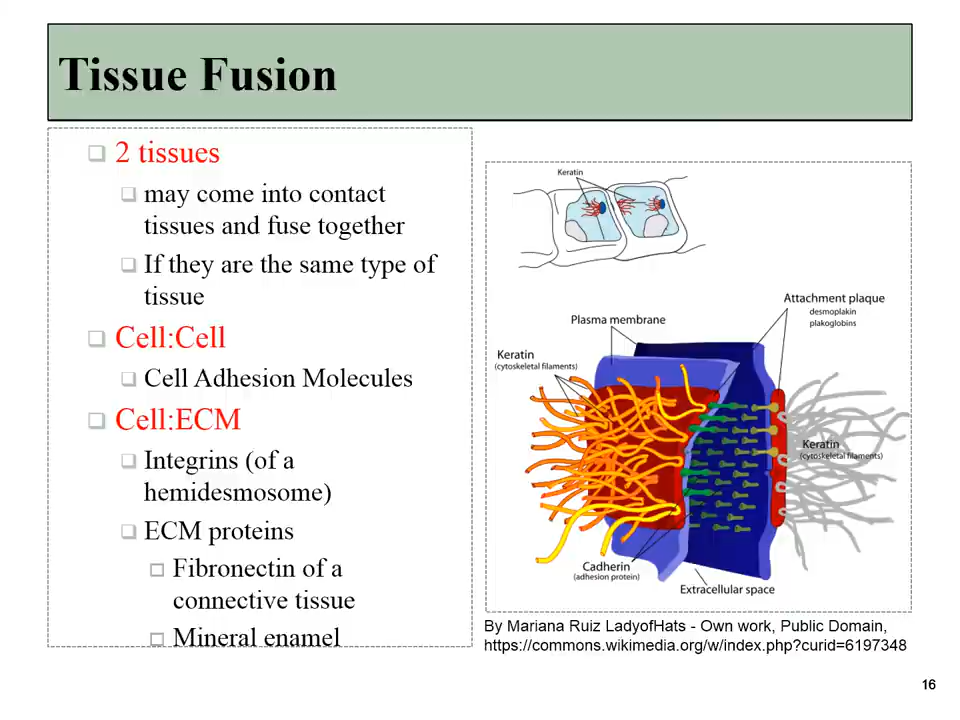 Tissue Fusion
2 tissues
may come into contact
tissues and fuse together
If they are the same type of
tissue
Cell:Cell
Cell Adhesion Molecules
Cell:ECM
Integrins (of a
hemidesmosome)
ECM proteins
Fibronectin of a
connective tissue
Mineral enamel
Keratin
Attachment plaque
desmoplakin
plakoglobins
Plasma membrane
Keratin
(cytoskeletal filaments)
Keratin
(cytoskeletal filaments)
Cadherin
(adhesion protein)
Extracellular space
By Mariana Ruiz LadyofHats - Own work, Public Domain,
https://commons.wikimedia.org/w/index.php?curid=6197348
16